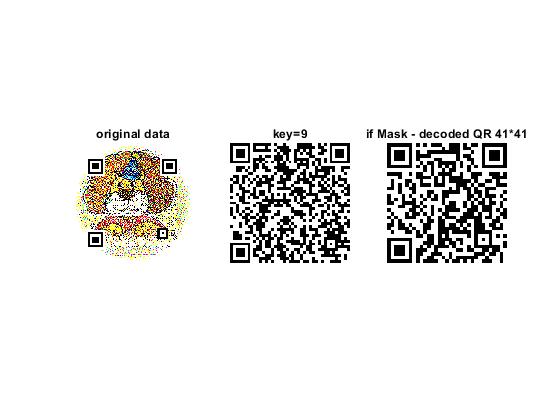 original data
key=9
if Mask - decoded QR 41*41